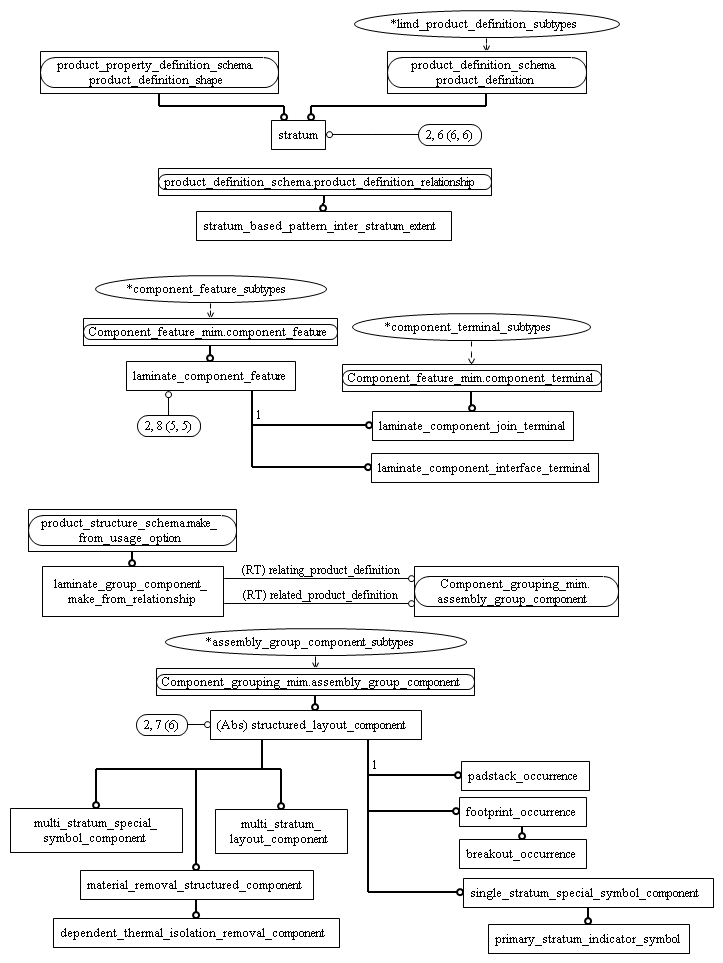 *limd_product_definition_subtypes
product_property_definition_schema.
product_definition_shape
product_definition_schema.
product_definition
stratum
2, 6 (6, 6)
product_definition_schema.product_definition_relationship
stratum_based_pattern_inter_stratum_extent
*component_feature_subtypes
Component_feature_mim.component_feature
*component_terminal_subtypes
laminate_component_feature
Component_feature_mim.component_terminal
2, 8 (5, 5)
1
laminate_component_join_terminal
laminate_component_interface_terminal
product_structure_schema.make_
from_usage_option
laminate_group_component_
make_from_relationship
(RT) relating_product_definition
(RT) related_product_definition
Component_grouping_mim.
assembly_group_component
*assembly_group_component_subtypes
Component_grouping_mim.assembly_group_component
2, 7 (6)
(Abs) structured_layout_component
1
padstack_occurrence
multi_stratum_special_
symbol_component
multi_stratum_
layout_component
footprint_occurrence
breakout_occurrence
material_removal_structured_component
single_stratum_special_symbol_component
dependent_thermal_isolation_removal_component
primary_stratum_indicator_symbol